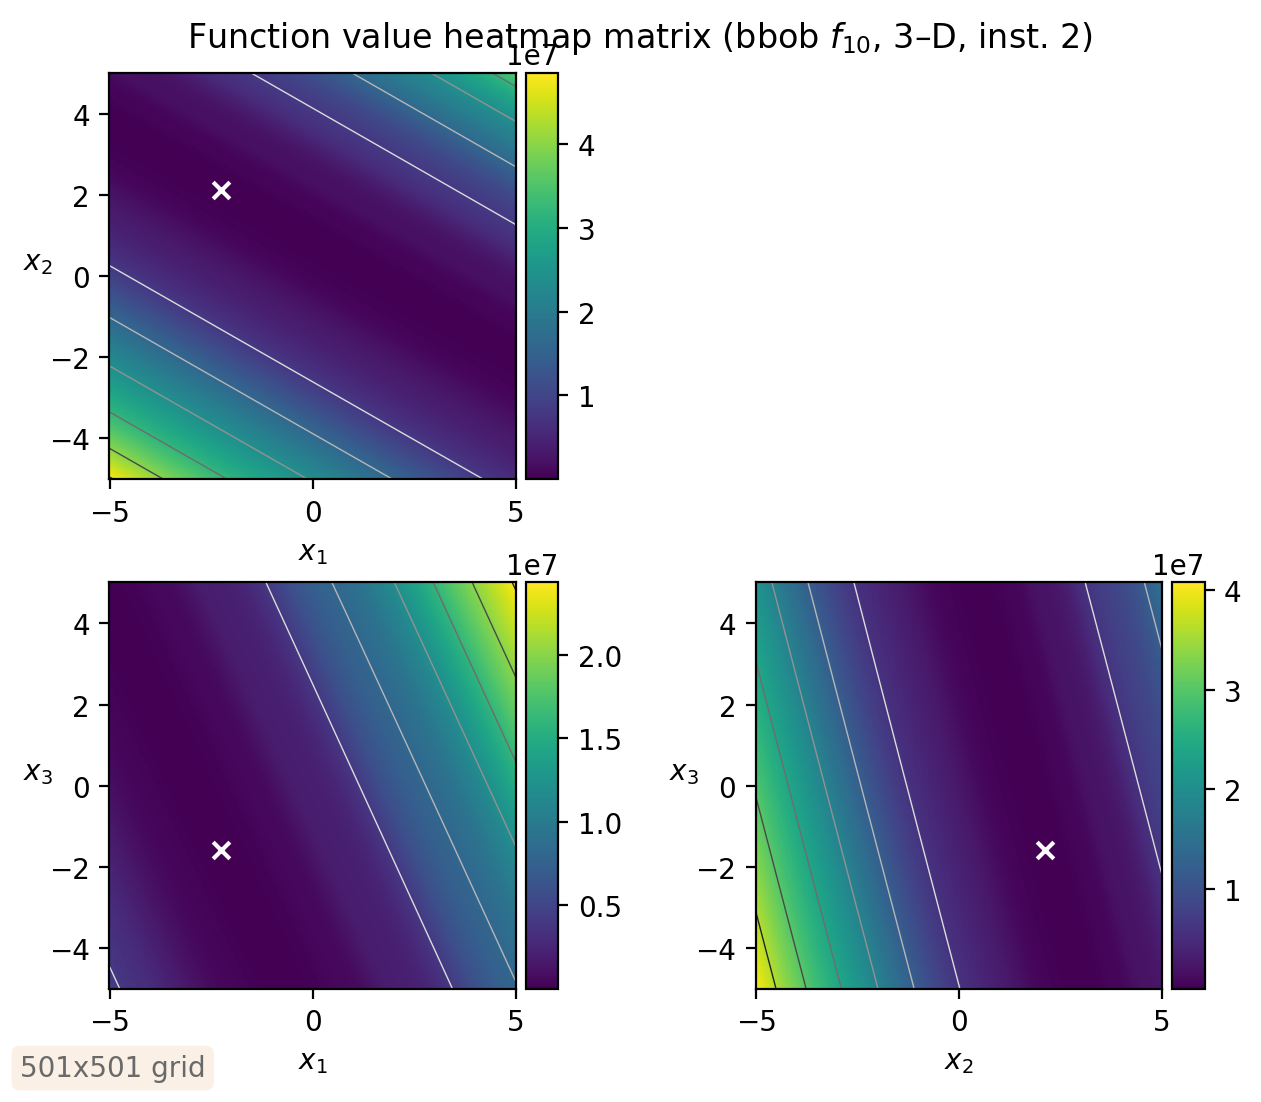 Function value heatmap matrix (bbob f₁₀, 3–D, inst. 2)
1e7
4
2
0
−2
−4
x₂
−5 0 5
x₁
4
3
2
1
1e7
4
2
0
−2
−4
x₃
−5 0 5
x₁
2.0
1.5
1.0
0.5
1e7
4
2
0
−2
−4
x₃
−5 0 5
x₂
4
3
2
1
501x501 grid